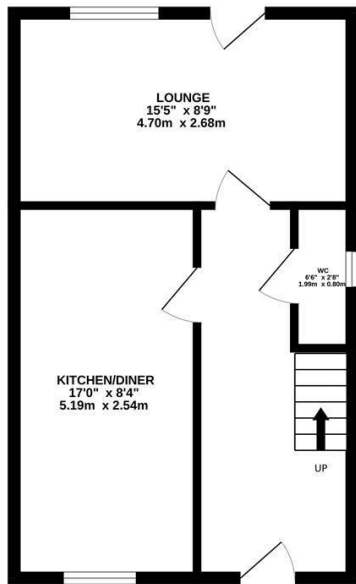 LOUNGE
15'5" x 8'9"
4.70m x 2.68m
WC
6'6" x 2'8"
1.99m x 0.80m
KITCHEN/DINER
17'0" x 8'4"
5.19m x 2.54m
UP